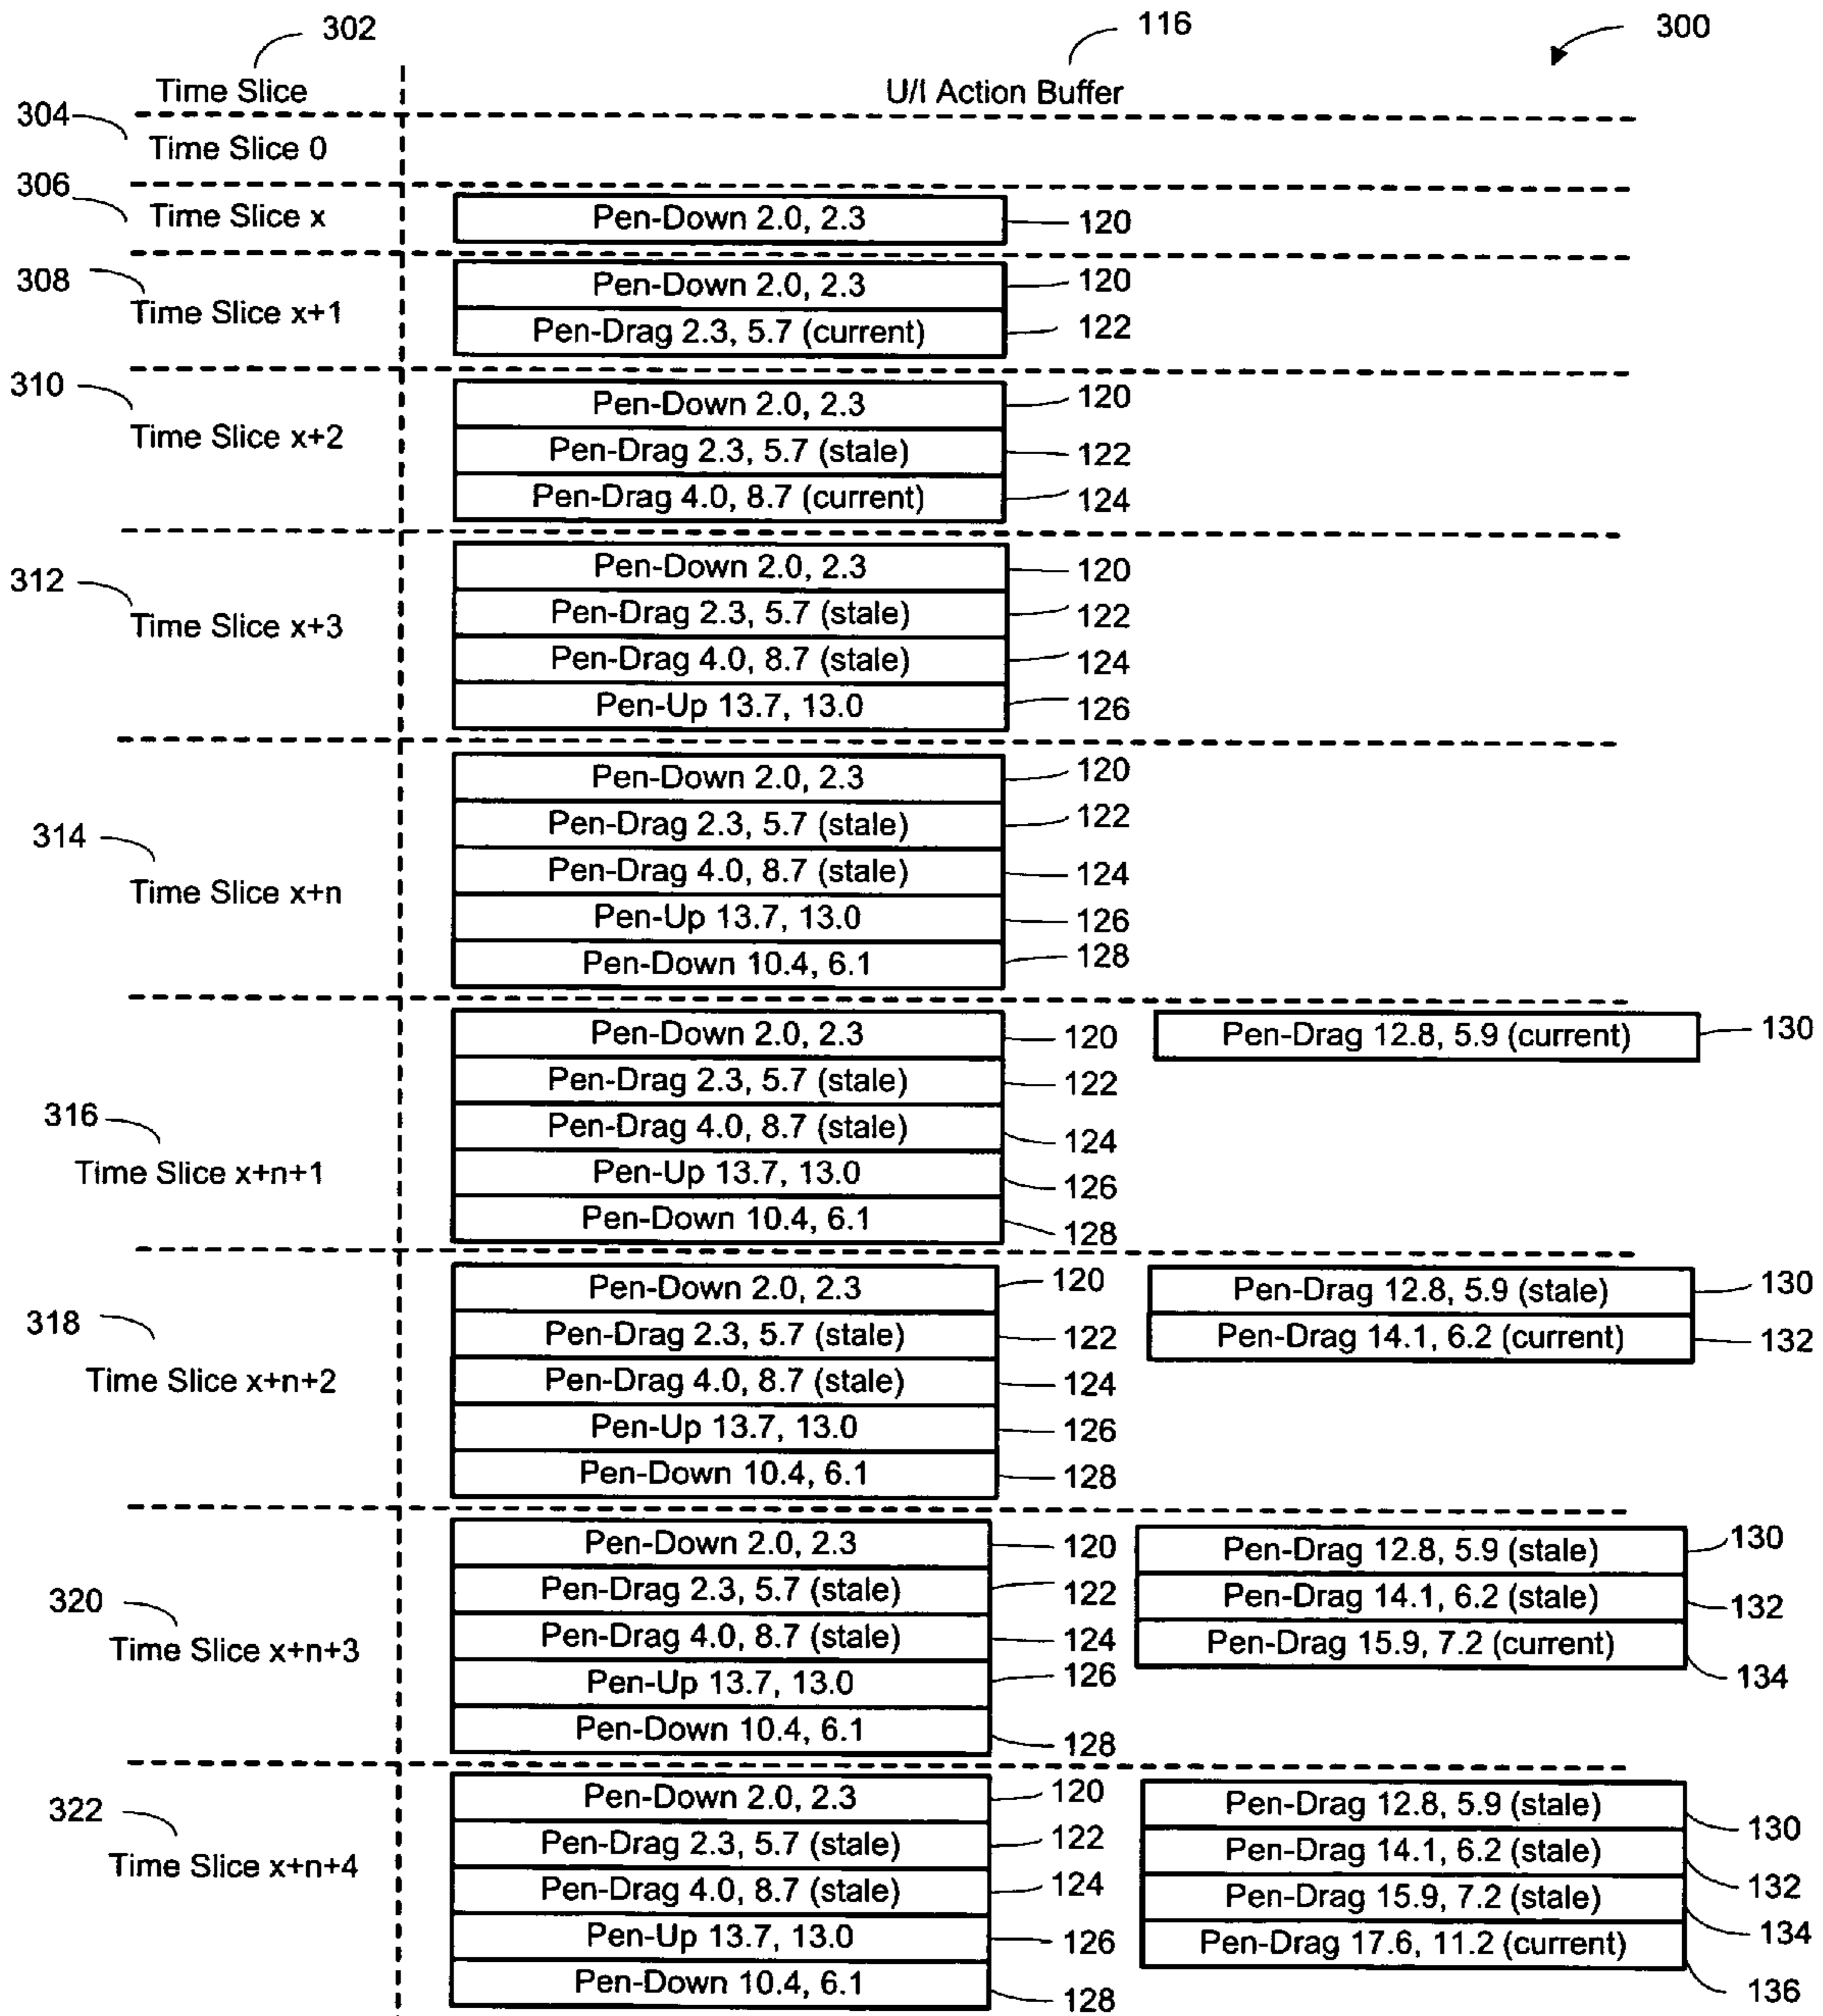 302
116
300
Time Slice
U/I Action Buffer
304
Time Slice 0
306
Time Slice x
Pen-Down 2.0, 2.3
120
308
Time Slice x+1
Pen-Down 2.0, 2.3
120
Pen-Drag 2.3, 5.7 (current)
122
310
Time Slice x+2
Pen-Down 2.0, 2.3
120
Pen-Drag 2.3, 5.7 (stale)
122
Pen-Drag 4.0, 8.7 (current)
124
312
Time Slice x+3
Pen-Down 2.0, 2.3
120
Pen-Drag 2.3, 5.7 (stale)
122
Pen-Drag 4.0, 8.7 (stale)
124
Pen-Up 13.7, 13.0
126
314
Time Slice x+n
Pen-Down 2.0, 2.3
120
Pen-Drag 2.3, 5.7 (stale)
122
Pen-Drag 4.0, 8.7 (stale)
124
Pen-Up 13.7, 13.0
126
Pen-Down 10.4, 6.1
128
316
Time Slice x+n+1
Pen-Down 2.0, 2.3
120
Pen-Drag 2.3, 5.7 (stale)
122
Pen-Drag 4.0, 8.7 (stale)
124
Pen-Up 13.7, 13.0
126
Pen-Down 10.4, 6.1
128
Pen-Drag 12.8, 5.9 (current)
130
318
Time Slice x+n+2
Pen-Down 2.0, 2.3
120
Pen-Drag 2.3, 5.7 (stale)
122
Pen-Drag 4.0, 8.7 (stale)
124
Pen-Up 13.7, 13.0
126
Pen-Down 10.4, 6.1
128
Pen-Drag 12.8, 5.9 (stale)
130
Pen-Drag 14.1, 6.2 (current)
132
320
Time Slice x+n+3
Pen-Down 2.0, 2.3
120
Pen-Drag 2.3, 5.7 (stale)
122
Pen-Drag 4.0, 8.7 (stale)
124
Pen-Up 13.7, 13.0
126
Pen-Down 10.4, 6.1
128
Pen-Drag 12.8, 5.9 (stale)
130
Pen-Drag 14.1, 6.2 (stale)
132
Pen-Drag 15.9, 7.2 (current)
134
322
Time Slice x+n+4
Pen-Down 2.0, 2.3
120
Pen-Drag 2.3, 5.7 (stale)
122
Pen-Drag 4.0, 8.7 (stale)
124
Pen-Up 13.7, 13.0
126
Pen-Down 10.4, 6.1
128
Pen-Drag 12.8, 5.9 (stale)
130
Pen-Drag 14.1, 6.2 (stale)
132
Pen-Drag 15.9, 7.2 (stale)
134
Pen-Drag 17.6, 11.2 (current)
136